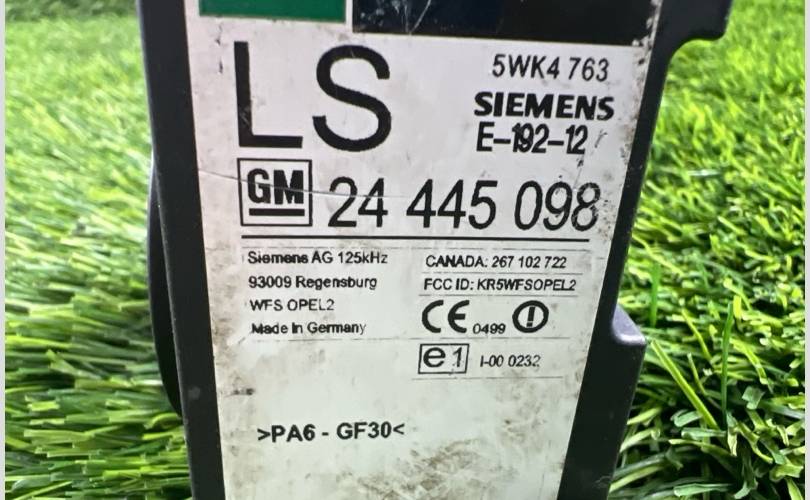 LS
5WK4 763
SIEMENS
E-192-12
GM 24 445 098
Siemens AG 125kHz
93009 Regensburg
WFS OPEL2
Made In Germany
CANADA: 267 102 722
FCC ID: KR5WFSOPEL2
CE 0499
e1 I-00 0232
>PA6 - GF30<